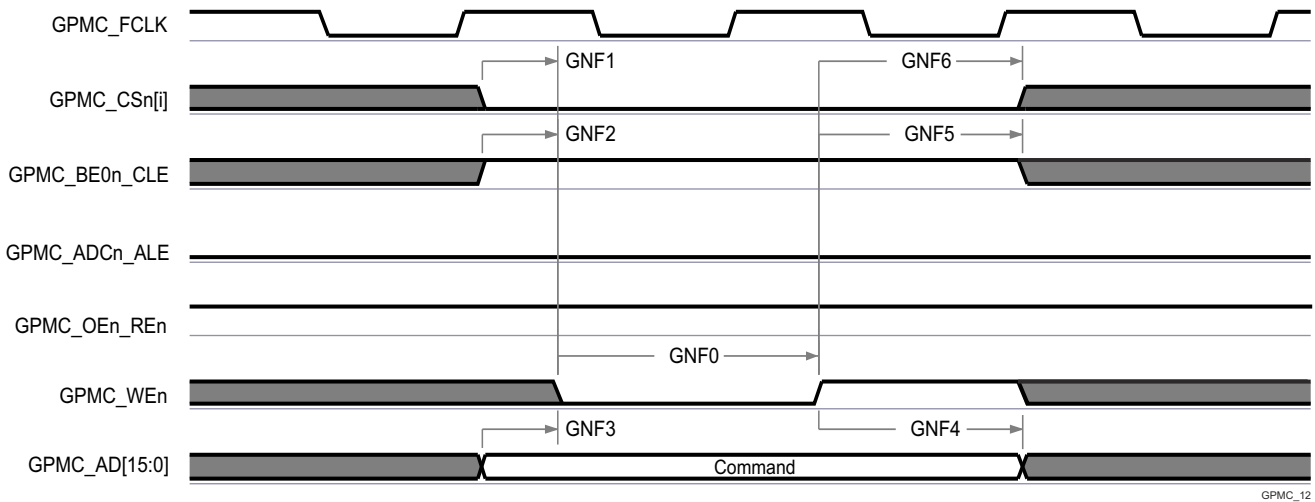 GPMC_FCLK
GNF1
GNF6
GPMC_CSn[i]
GNF2
GNF5
GPMC_BE0n_CLE
GPMC_ADCn_ALE
GPMC_OEn_REn
GNF0
GPMC_WEn
GNF3
GNF4
GPMC_AD[15:0]
Command
GPMC_12